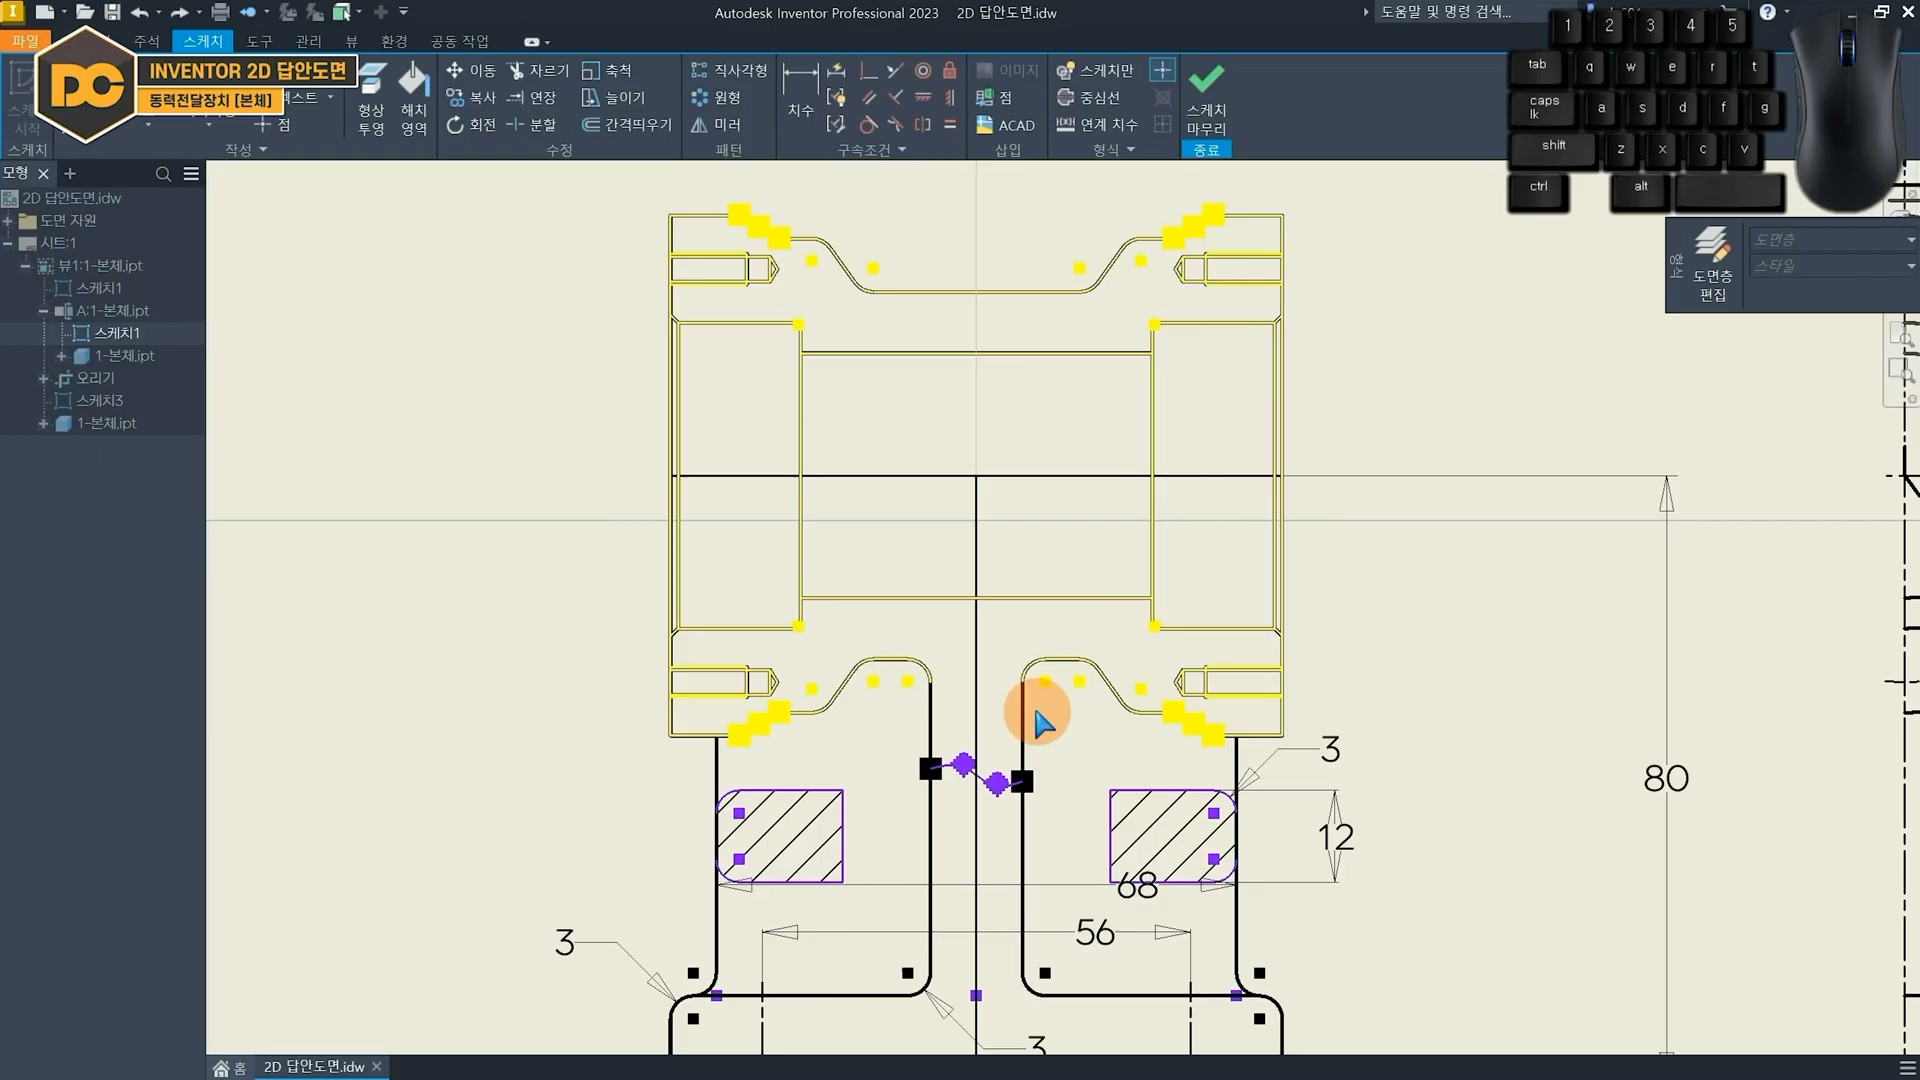 Autodesk Inventor Professional 2023 2D 답안도면.idw
도움말 및 명령 검색...
파일 주석 스케치 도구 관리 뷰 환경 공동 작업
DC
INVENTOR 2D 답안도면
동력전달장치 [본체]
시작
스케치
점
작성
형상
투영
해치
영역
이동 자르기 축척
복사 연장 늘이기
회전 분할 간격띄우기
수정
직사각형
원형
미러
패턴
치수
구속조건
이미지
점
ACAD
삽입
스케치만
중심선
연계 치수
형식
스케치
마무리
종료
1 2 3 4 5
tab q w e r t
caps lk a s d f g
shift z x c v
ctrl alt
형식
도면층
편집
도면층
스타일
모형
2D 답안도면.idw
도면 자원
시트:1
뷰1:1-본체.ipt
스케치1
A:1-본체.ipt
스케치1
1-본체.ipt
오리기
스케치3
1-본체.ipt
3
80
12
68
56
3
3
홈
2D 답안도면.idw